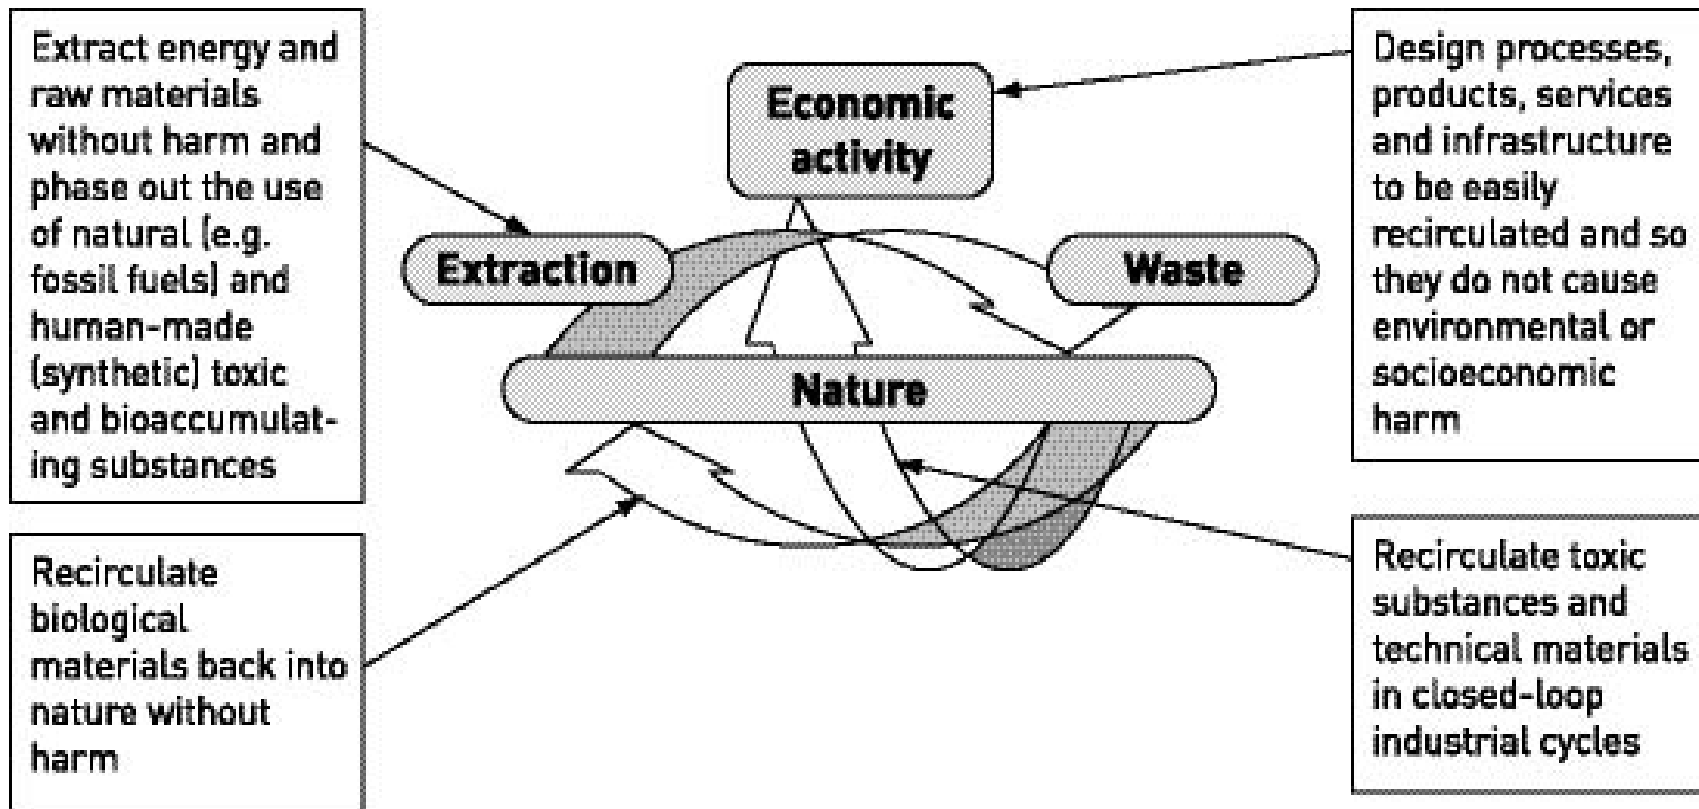 Extract energy and
raw materials
without harm and
phase out the use
of natural (e.g.
fossil fuels) and
human-made
(synthetic) toxic
and bioaccumulat-
ing substances
Recirculate
biological
materials back into
nature without
harm
Economic
activity
Extraction
Waste
Nature
Design processes,
products, services
and infrastructure
to be easily
recirculated and so
they do not cause
environmental or
socioeconomic
harm
Recirculate toxic
substances and
technical materials
in closed-loop
industrial cycles